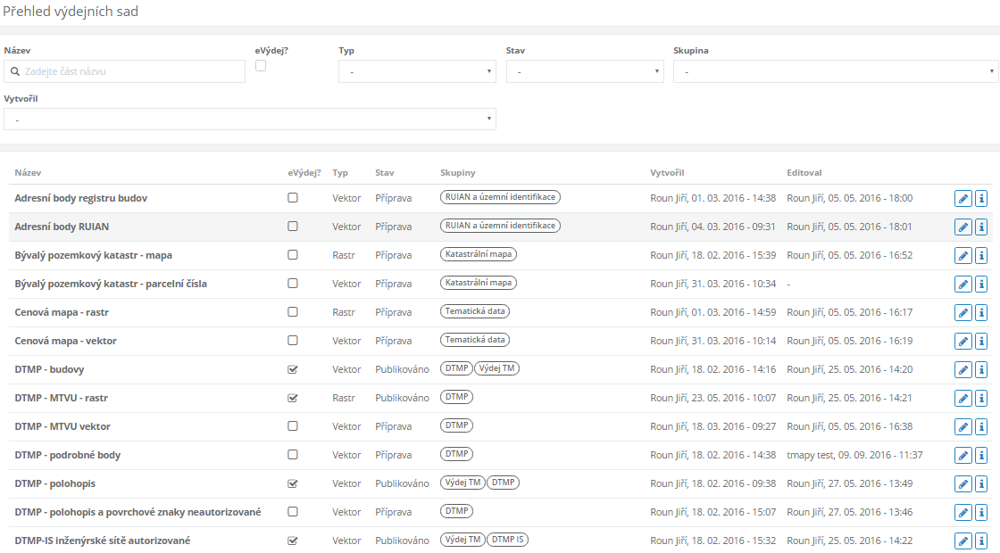 Přehled výdejních sad
Název eVýdej? Typ Stav Skupina
Zadejte část názvu - - -
Vytvořil
-
Název eVýdej? Typ Stav Skupiny Vytvořil Editoval
Adresní body registru budov Vektor Příprava RUIAN a územní identifikace Roun Jiří, 01. 03. 2016 - 14:38 Roun Jiří, 05. 05. 2016 - 18:00
Adresní body RUIAN Vektor Příprava RUIAN a územní identifikace Roun Jiří, 04. 03. 2016 - 09:31 Roun Jiří, 05. 05. 2016 - 18:01
Bývalý pozemkový katastr - mapa Rastr Příprava Katastrální mapa Roun Jiří, 18. 02. 2016 - 15:39 Roun Jiří, 05. 05. 2016 - 16:52
Bývalý pozemkový katastr - parcelní čísla Vektor Příprava Katastrální mapa Roun Jiří, 31. 03. 2016 - 10:34 -
Cenová mapa - rastr Rastr Příprava Tematická data Roun Jiří, 01. 03. 2016 - 14:59 Roun Jiří, 05. 05. 2016 - 16:17
Cenová mapa - vektor Vektor Příprava Tematická data Roun Jiří, 31. 03. 2016 - 10:14 Roun Jiří, 05. 05. 2016 - 16:19
DTMP - budovy Vektor Publikováno DTMP Výdej TM Roun Jiří, 18. 02. 2016 - 14:16 Roun Jiří, 25. 05. 2016 - 14:20
DTMP - MTVU - rastr Rastr Publikováno DTMP Roun Jiří, 23. 05. 2016 - 10:07 Roun Jiří, 25. 05. 2016 - 14:21
DTMP - MTVU vektor Vektor Příprava DTMP Roun Jiří, 18. 03. 2016 - 09:27 Roun Jiří, 05. 05. 2016 - 16:38
DTMP - podrobné body Vektor Příprava DTMP Roun Jiří, 18. 02. 2016 - 14:38 tmapy test, 09. 09. 2016 - 11:37
DTMP - polohopis Vektor Publikováno Výdej TM DTMP Roun Jiří, 18. 02. 2016 - 09:38 Roun Jiří, 27. 05. 2016 - 13:49
DTMP - polohopis a povrchové znaky neautorizované Vektor Příprava DTMP Roun Jiří, 18. 02. 2016 - 15:07 Roun Jiří, 27. 05. 2016 - 13:46
DTMP-IS inženýrské sítě autorizované Vektor Publikováno Výdej TM DTMP IS Roun Jiří, 18. 02. 2016 - 15:32 Roun Jiří, 25. 05. 2016 - 14:22